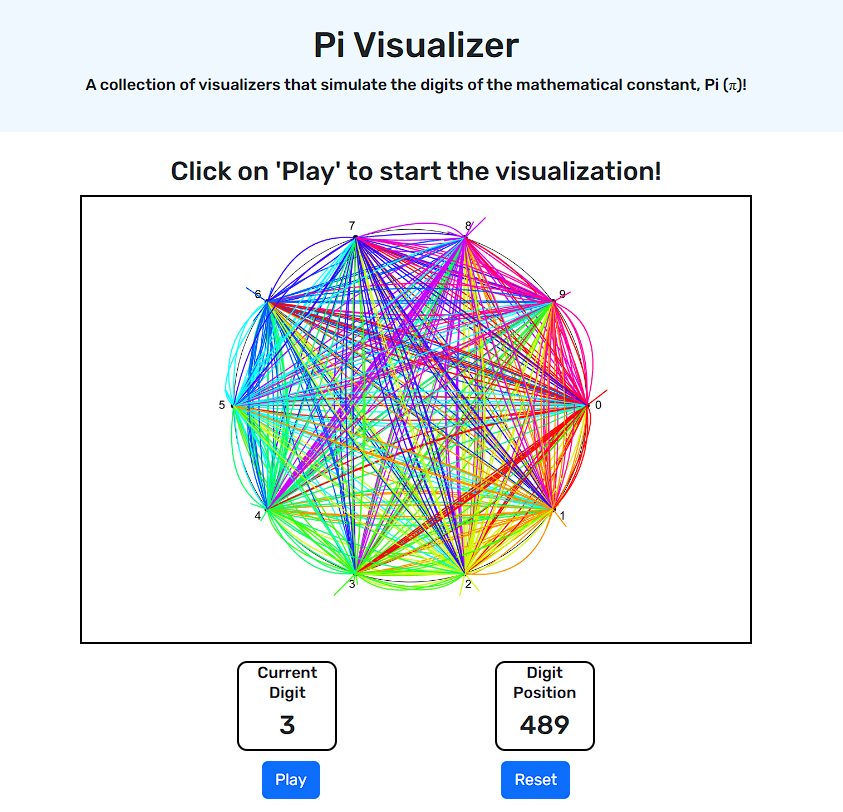 Pi Visualizer
A collection of visualizers that simulate the digits of the mathematical constant, Pi (π)!
Click on 'Play' to start the visualization!
7 8
6 9
5 0
4 1
3 2
Current Digit
Digit Position
3
489
Play
Reset